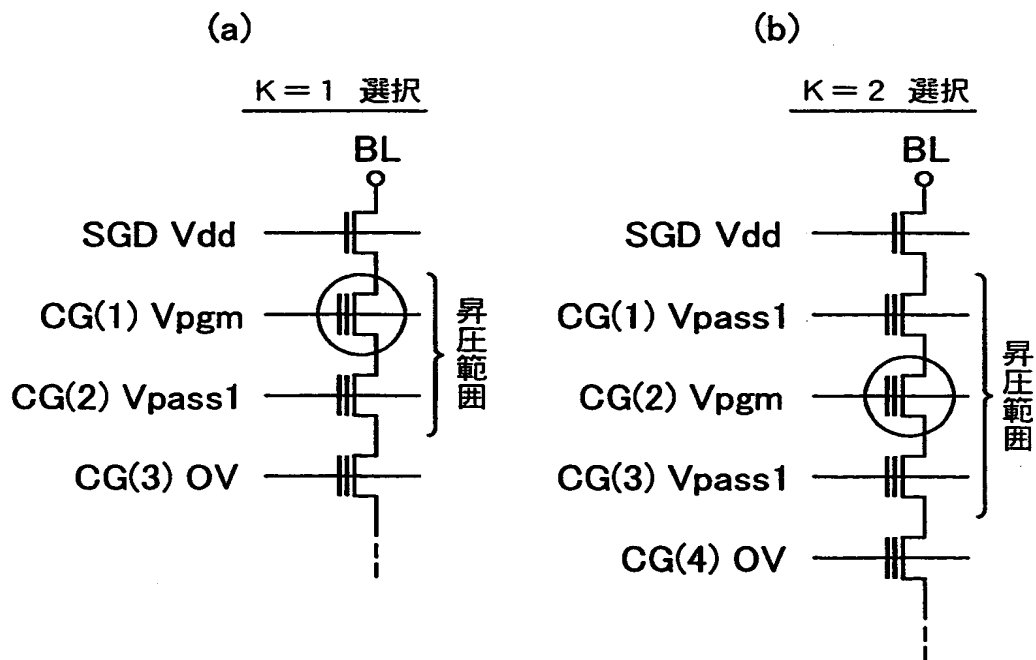 (a)
K=1 選択
BL
SGD Vdd
CG(1) Vpgm
CG(2) Vpass1
CG(3) OV
昇圧範囲
(b)
K=2 選択
BL
SGD Vdd
CG(1) Vpass1
CG(2) Vpgm
CG(3) Vpass1
CG(4) OV
昇圧範囲